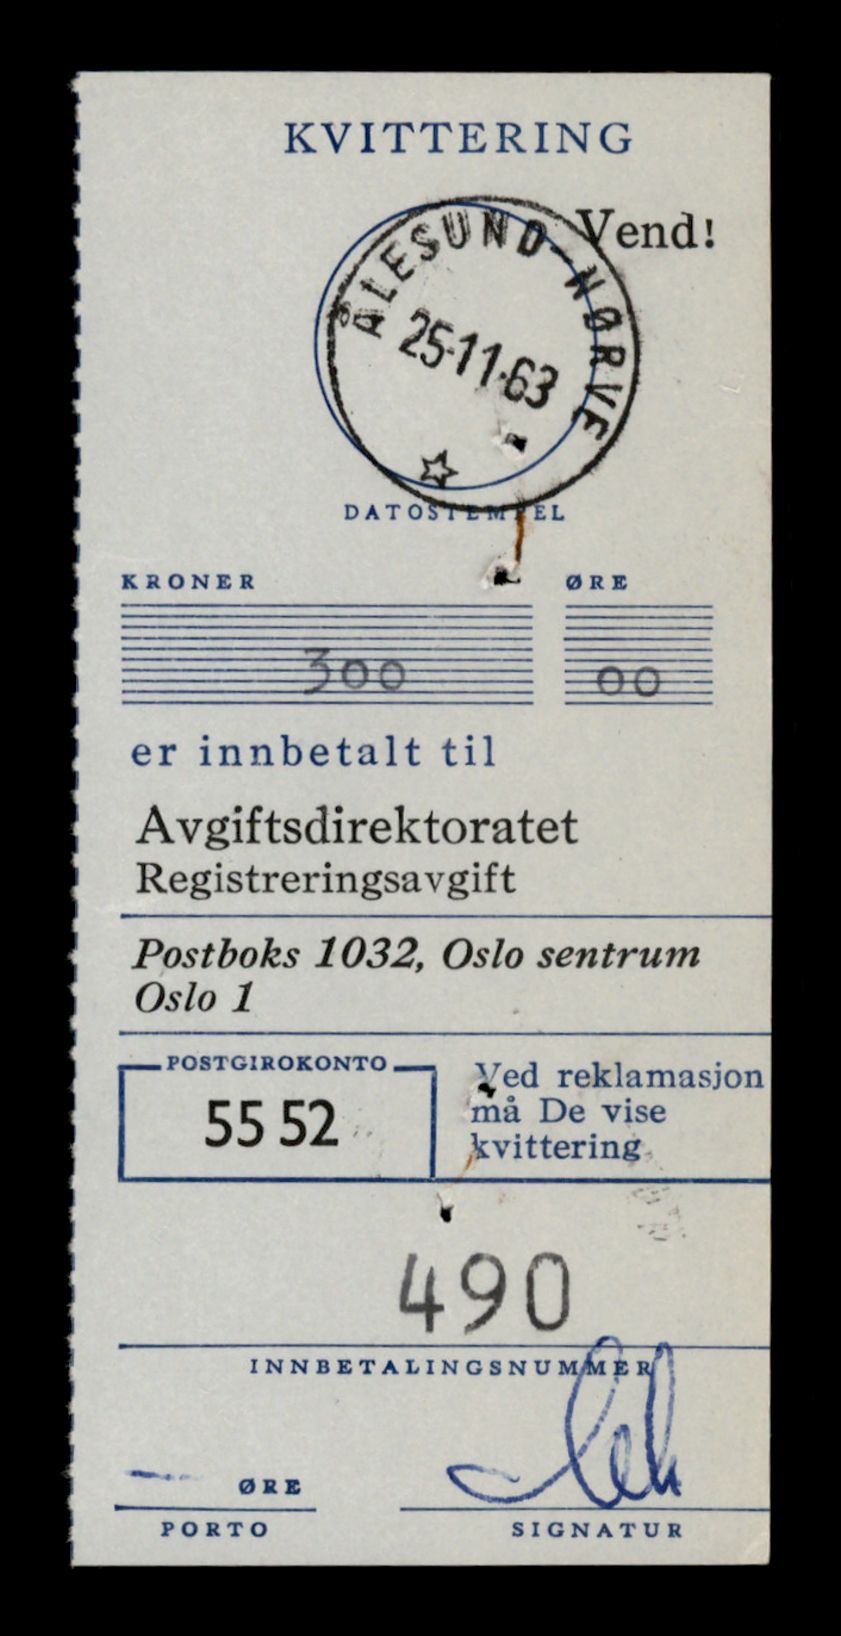 KVITTERING
Vend!
ÅLESUND-NØRVE
25-11-63
DATOSTEMPEL
KRONER ØRE
300 00
er innbetalt til
Avgiftsdirektoratet
Registreringsavgift
Postboks 1032, Oslo sentrum
Oslo 1
POSTGIROKONTO
55 52
Ved reklamasjon
må De vise
kvittering
490
INNBETALINGSNUMMER
ØRE
PORTO
SIGNATUR